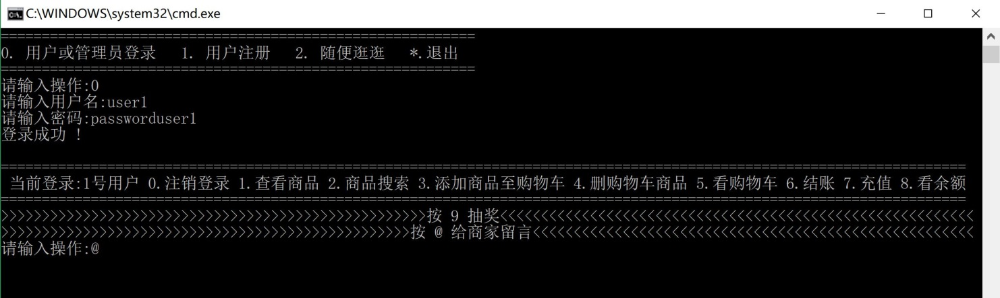 C:\WINDOWS\system32\cmd.exe
==========================================================
0. 用户或管理员登录   1. 用户注册   2. 随便逛逛   *.退出
==========================================================
请输入操作:0
请输入用户名:user1
请输入密码:passworduser1
登录成功 !
======================================================================================================================
当前登录:1号用户 0.注销登录 1.查看商品 2.商品搜索 3.添加商品至购物车 4.删购物车商品 5.看购物车 6.结账 7.充值 8.看余额
======================================================================================================================
>>>>>>>>>>>>>>>>>>>>>>>>>>>>>>>>>>>>>>>>>>>>>>>>>>>>按 9 抽奖<<<<<<<<<<<<<<<<<<<<<<<<<<<<<<<<<<<<<<<<<<<<<<<<<<<<<<<<<<
>>>>>>>>>>>>>>>>>>>>>>>>>>>>>>>>>>>>>>>>>>>>>>>>>>按 @ 给商家留言<<<<<<<<<<<<<<<<<<<<<<<<<<<<<<<<<<<<<<<<<<<<<<<<<<<<<<
请输入操作:@